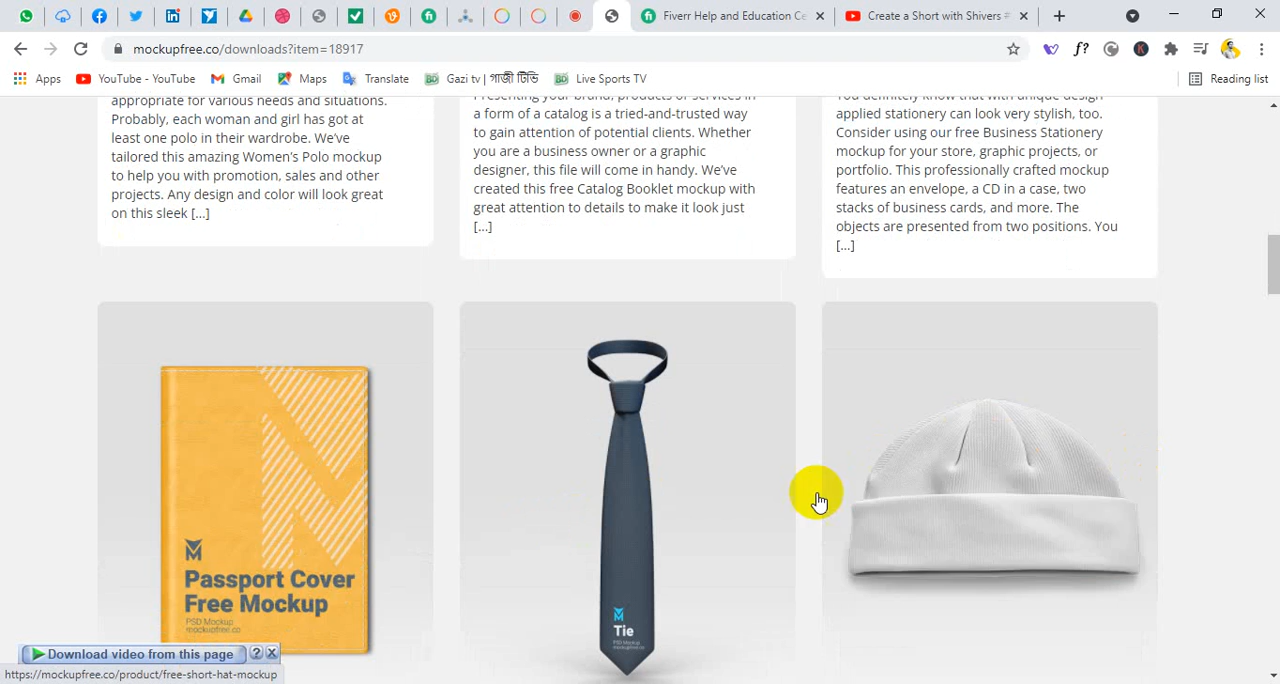 Fiverr Help and Education Ce
Create a Short with Shivers #
mockupfree.co/downloads?item=18917
Apps
YouTube - YouTube
Gmail
Maps
Translate
Gazi tv | গাজী টিভি
Live Sports TV
Reading list
appropriate for various needs and situations.
Probably, each woman and girl has got at
least one polo in their wardrobe. We've
tailored this amazing Women's Polo mockup
to help you with promotion, sales and other
projects. Any design and color will look great
on this sleek [...]
Presenting your brand, products or services in
a form of a catalog is a tried-and-trusted way
to gain attention of potential clients. Whether
you are a business owner or a graphic
designer, this file will come in handy. We've
created this free Catalog Booklet mockup with
great attention to details to make it look just
[...]
You definitely know that with unique design
applied stationery can look very stylish, too.
Consider using our free Business Stationery
mockup for your store, graphic projects, or
portfolio. This professionally crafted mockup
features an envelope, a CD in a case, two
stacks of business cards, and more. The
objects are presented from two positions. You
[...]
Passport Cover
Free Mockup
PSD Mockup
mockupfree.co
Tie
PSD Mockup
mockupfree.co
Download video from this page
?
https://mockupfree.co/product/free-short-hat-mockup